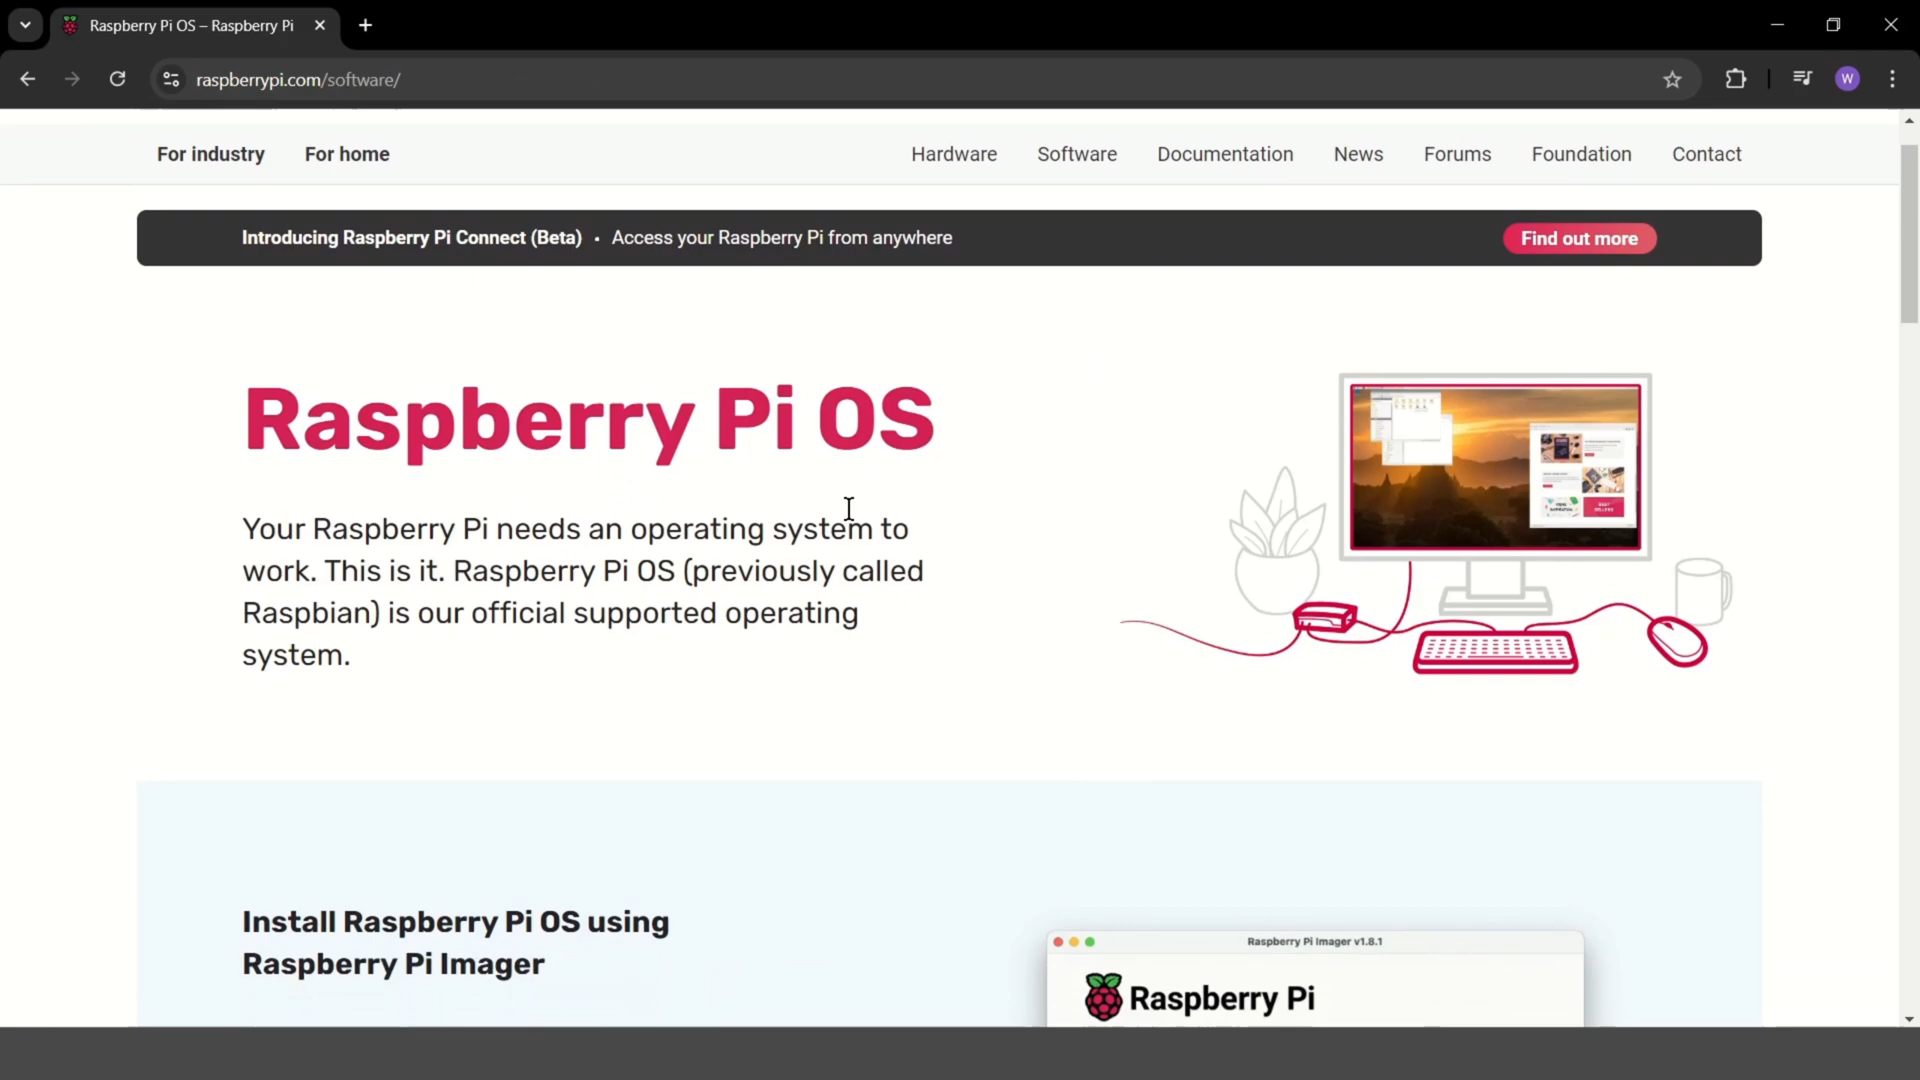 Raspberry Pi OS – Raspberry Pi
raspberrypi.com/software/
W
For industry For home Hardware Software Documentation News Forums Foundation Contact
Introducing Raspberry Pi Connect (Beta) • Access your Raspberry Pi from anywhere Find out more
Raspberry Pi OS
Your Raspberry Pi needs an operating system to
work. This is it. Raspberry Pi OS (previously called
Raspbian) is our official supported operating
system.
Install Raspberry Pi OS using
Raspberry Pi Imager
Raspberry Pi Imager v1.8.1
Raspberry Pi